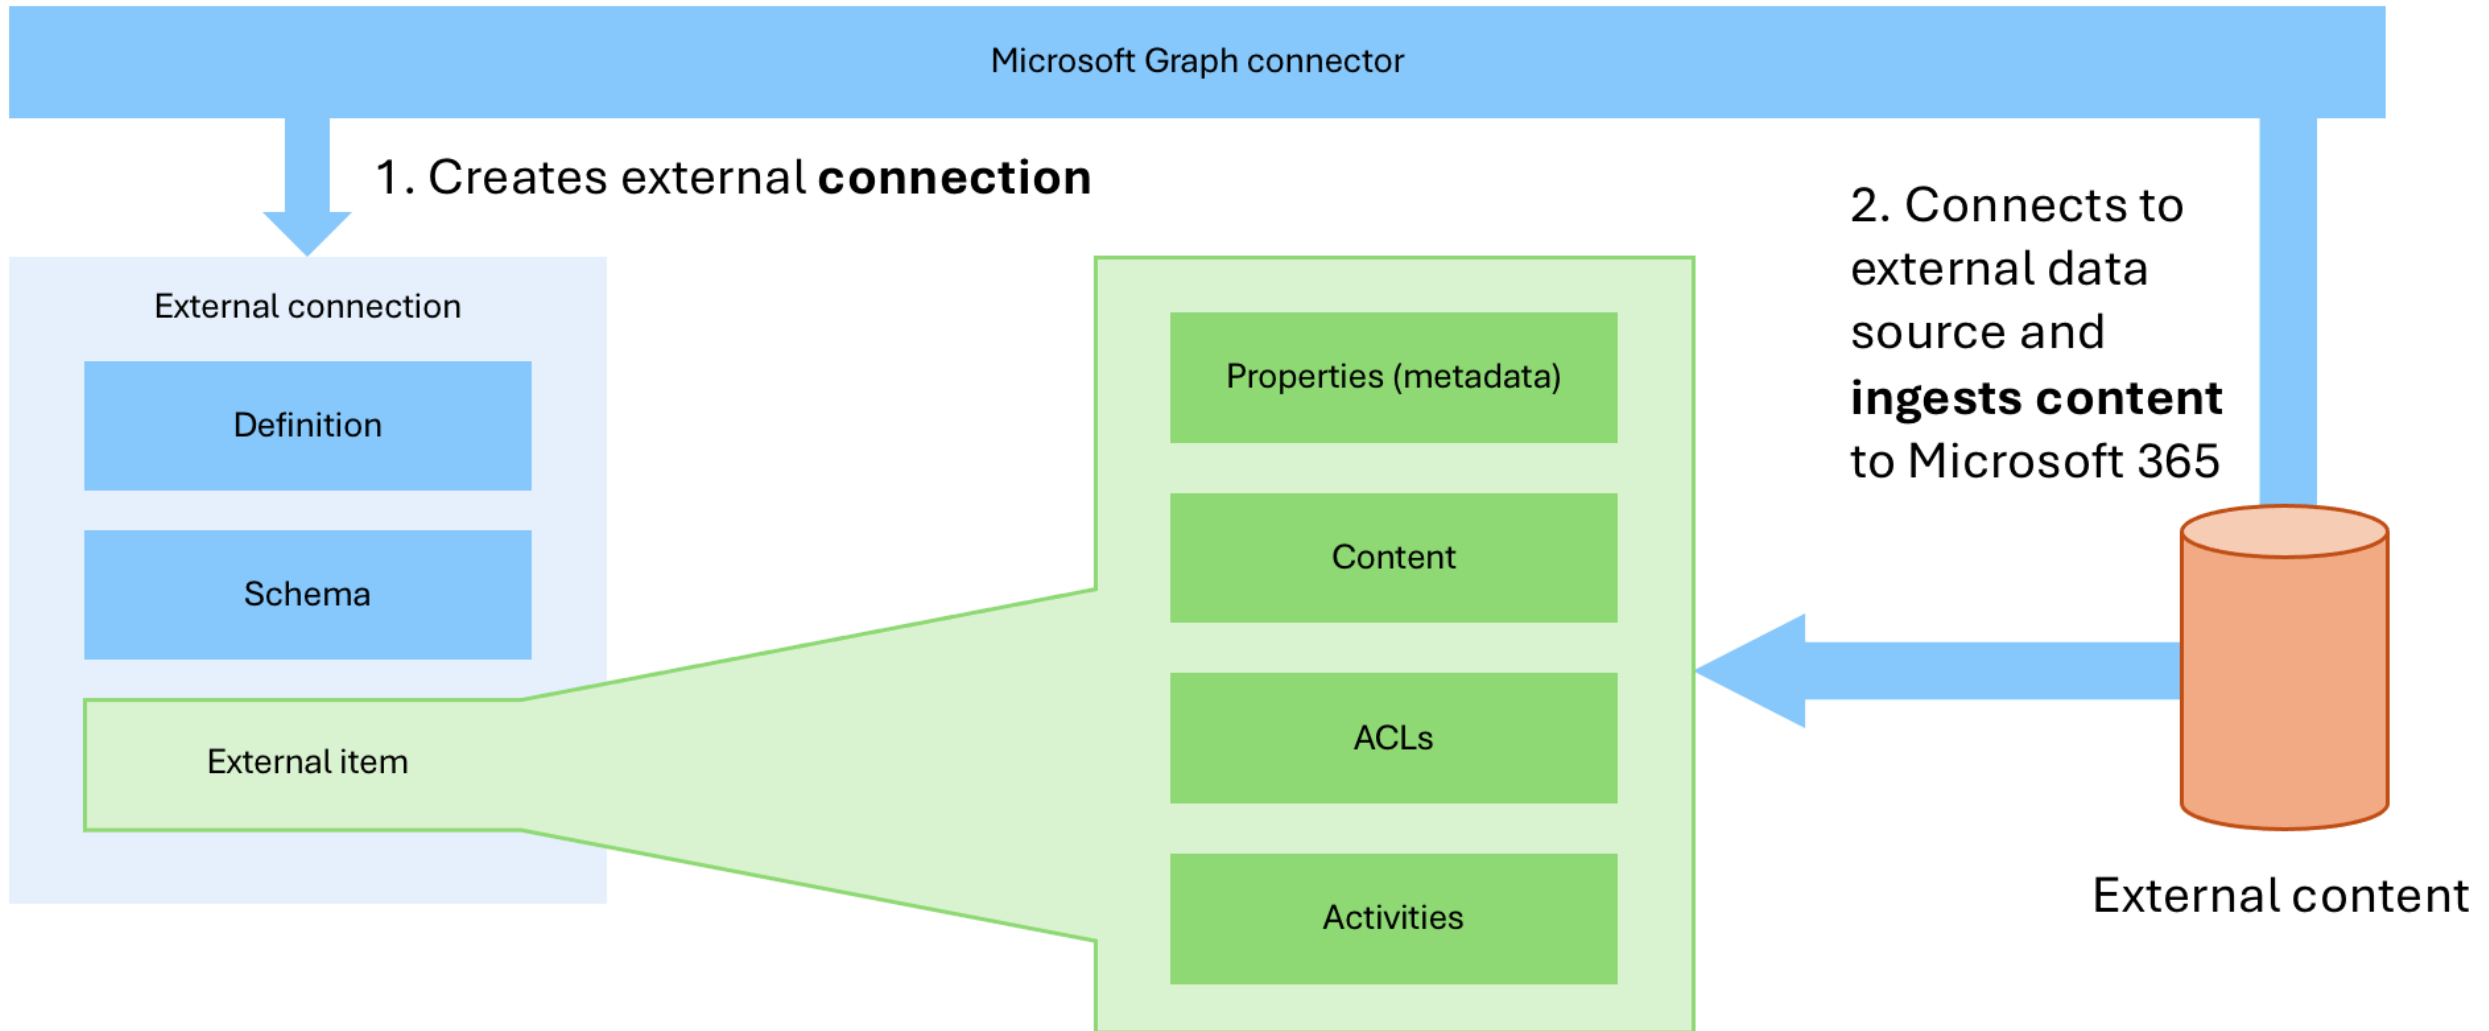 Microsoft Graph connector
1. Creates external connection
External connection
Definition
Schema
External item
Properties (metadata)
Content
ACLs
Activities
2. Connects to
external data
source and
ingests content
to Microsoft 365
External content